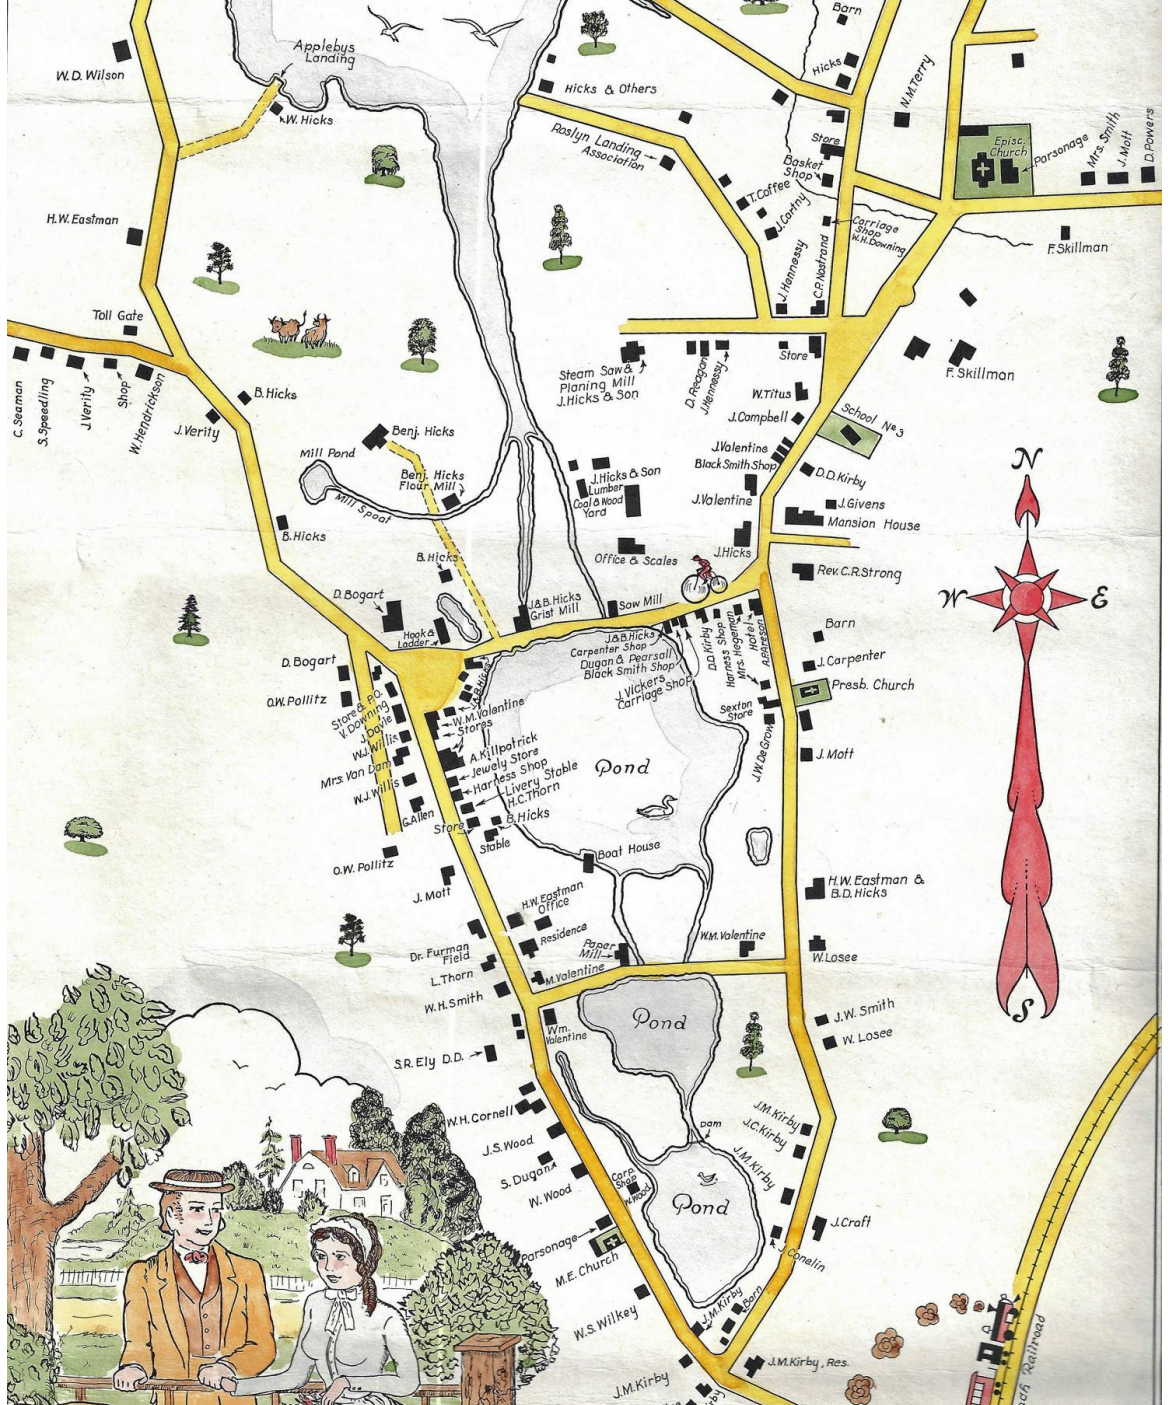 Barn
Applebys
Landing
W.D. Wilson
W. Hicks
Hicks
Hicks & Others
N.M. Terry
Roslyn Landing
Association
Store
Basket
Shop
Episc.
Church
Parsonage
Mrs. Smith
J. Mott
D. Powers
T. Coffee
J. Cartny
H.W. Eastman
Carriage
Shop
W.H. Downing
F. Skillman
J. Hennessy
C.P. Nostrand
Toll Gate
C. Seaman
S. Speedling
J. Verity
Shop
W. Hendrickson
Steam Saw &
Planing Mill
J. Hicks & Son
D. Reagan
J. Hennessy
Store
F. Skillman
B. Hicks
J. Verity
W. Titus
J. Campbell
School No 3
Benj. Hicks
Mill Pond
Benj. Hicks
Flour Mill
Mill Spoat
J. Hicks & Son
Lumber
Coal & Wood
Yard
J. Valentine
Black Smith Shop
D.D. Kirby
J. Valentine
J. Givens
Mansion House
N
B. Hicks
B. Hicks
Office & Scales
J. Hicks
Rev. C.R. Strong
W
E
D. Bogart
Hook &
Ladder
J.& B. Hicks
Grist Mill
Saw Mill
Barn
J.& B. Hicks
Carpenter Shop
Dugan & Pearsall
Black Smith Shop
J. Vickers
Carriage Shop
D.D. Kirby
Harness Shop
Mrs. Hegeman
Hotel
A.P. Areson
J. Carpenter
Presb. Church
D. Bogart
O.W. Pollitz
Store & P.O.
V. Downing
J. Davie
W.J. Willis
Mrs. Van Dam
W.J. Willis
G. Allen
J.B. Hicks
W.M. Valentine
Stores
A. Killpatrick
Jewely Store
Harness Shop
Livery Stable
H.C. Thorn
B. Hicks
Store
Stable
Sexton
Store
J.W. DeGrow
J. Mott
Pond
Boat House
O.W. Pollitz
J. Mott
H.W. Eastman &
B.D. Hicks
H.W. Eastman
Office
Residence
Dr. Furman
Field
L. Thorn
W.H. Smith
Paper
Mill
W.M. Valentine
W. Losee
M. Valentine
Pond
Wm.
Valentine
J.W. Smith
W. Losee
S
S.R. Ely D.D.
W.H. Cornell
J.S. Wood
S. Dugan
W. Wood
Dam
J.M. Kirby
J.C. Kirby
J.M. Kirby
Carp.
Shop
W. Wood
Pond
J. Craft
J. Conelin
Parsonage
M.E. Church
W.S. Wilkey
J.M. Kirby
Barn
J.M. Kirby, Res.
J.M. Kirby
Railroad